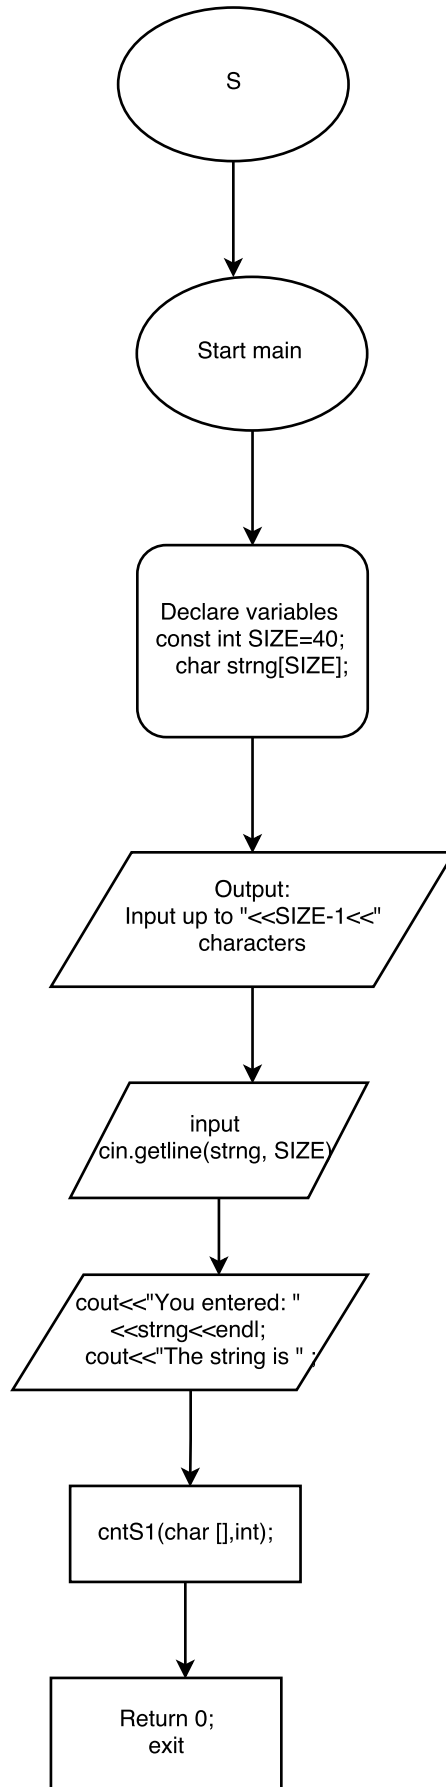 S
Start main
Declare variables
const int SIZE=40;
char strng[SIZE];
Output:
Input up to "<<SIZE-1<<"
characters
input
cin.getline(strng, SIZE)
cout<<"You entered: "
<<strng<<endl;
cout<<"The string is " ;
cntS1(char [],int);
Return 0;
exit